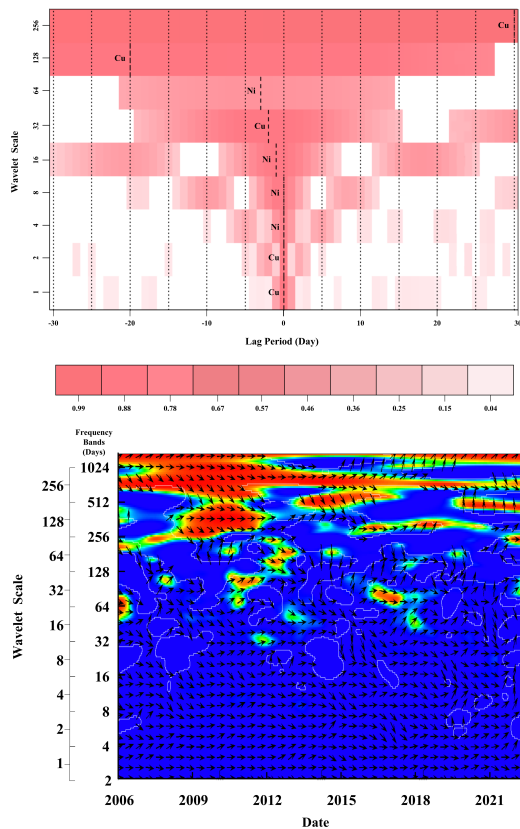 256
Cu
128
Cu
64
Ni
32
Cu
16
Ni
8
Ni
4
Ni
2
Cu
1
Cu
Wavelet Scale
-30 -20 -10 0 10 20 30
Lag Period (Day)
0.99 0.88 0.78 0.67 0.57 0.46 0.36 0.25 0.15 0.04
Frequency
Bands
(Days)
1024
256
512
128
256
64
128
32
64
16
32
8
16
4
8
2
4
1
2
Wavelet Scale
2006 2009 2012 2015 2018 2021
Date